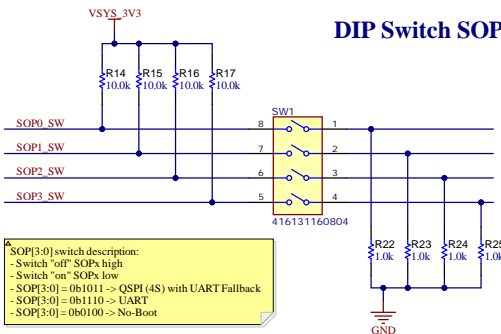 VSYS_3V3
DIP Switch SOP
R14 R15 R16 R17
10.0k 10.0k 10.0k 10.0k
SW1
SOP0_SW 8 1
SOP1_SW 7 2
SOP2_SW 6 3
SOP3_SW 5 4
416131160804
SOP[3:0] switch description:
- Switch "off" SOPx high
- Switch "on" SOPx low
- SOP[3:0] = 0b1011 -> QSPI (4S) with UART Fallback
- SOP[3:0] = 0b1110 -> UART
- SOP[3:0] = 0b0100 -> No-Boot
R22 R23 R24 R25
1.0k 1.0k 1.0k 1.0k
GND